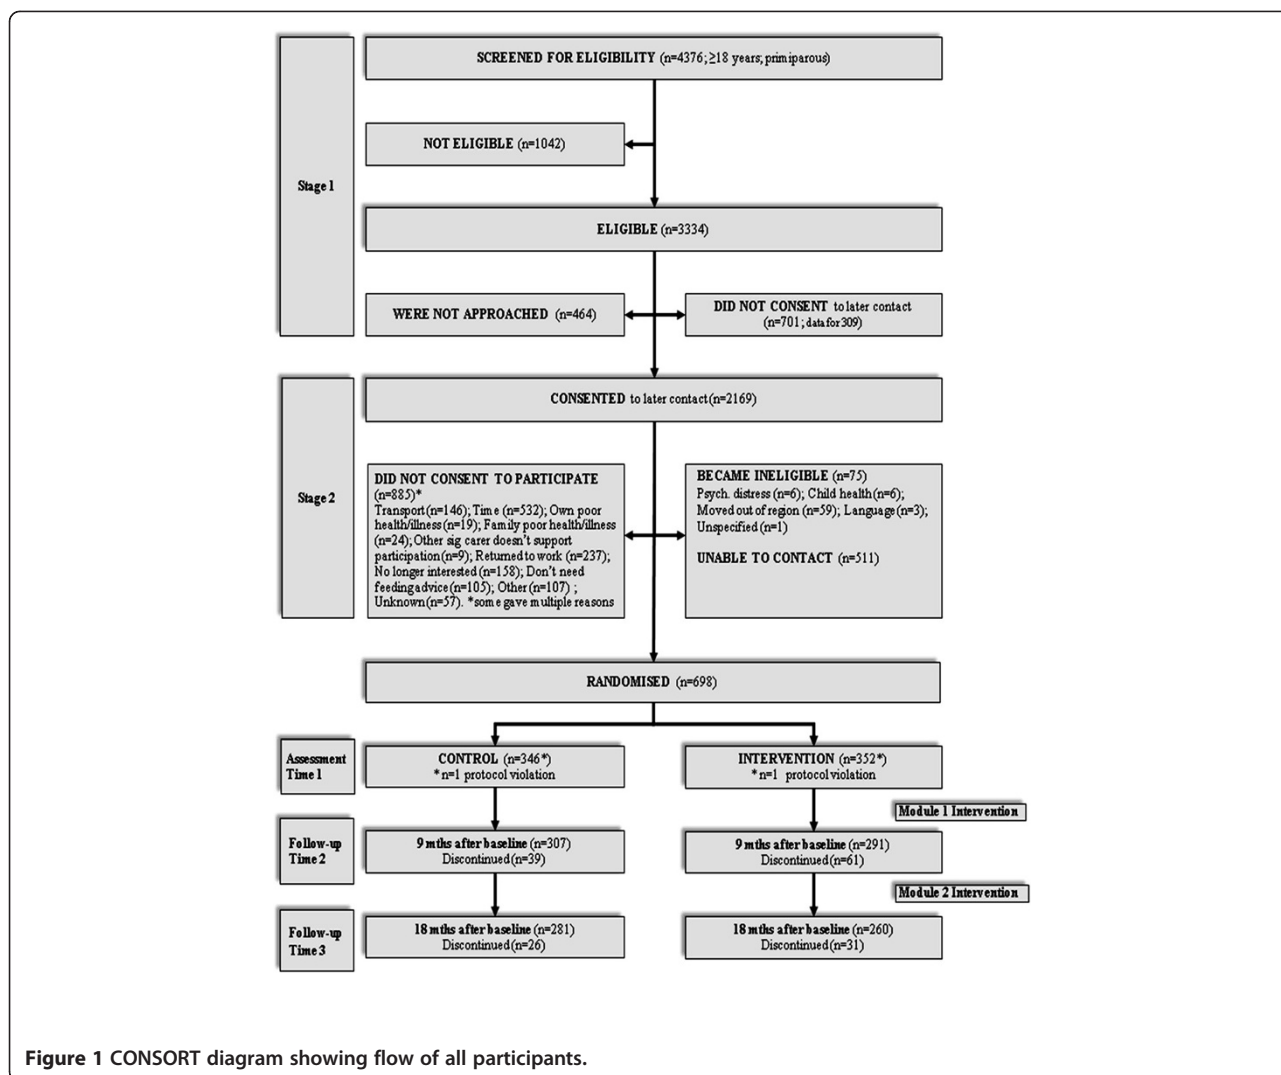 SCREENED FOR ELIGIBILITY (n=4376; ≥18 years; primiparous)
NOT ELIGIBLE (n=1042)
Stage 1
ELIGIBLE (n=3334)
WERE NOT APPROACHED (n=464)
DID NOT CONSENT to later contact
(n=701; data for 309)
CONSENTED to later contact (n=2169)
Stage 2
DID NOT CONSENT TO PARTICIPATE
(n=885)*
Transport (n=146); Time (n=532); Own poor
health/illness (n=19); Family poor health/illness
(n=24); Other sig carer doesn't support
participation (n=9); Returned to work (n=237);
No longer interested (n=158); Don't need
feeding advice (n=105); Other (n=107) ;
Unknown (n=57). *some gave multiple reasons
BECAME INELIGIBLE (n=75)
Psych. distress (n=6); Child health (n=6);
Moved out of region (n=59); Language (n=3);
Unspecified (n=1)
UNABLE TO CONTACT (n=511)
RANDOMISED (n=698)
Assessment
Time 1
CONTROL (n=346*)
*n=1 protocol violation
INTERVENTION (n=352*)
*n=1 protocol violation
Module 1 Intervention
Follow-up
Time 2
9 mths after baseline (n=307)
Discontinued (n=39)
9 mths after baseline (n=291)
Discontinued (n=61)
Module 2 Intervention
Follow-up
Time 3
18 mths after baseline (n=281)
Discontinued (n=26)
18 mths after baseline (n=260)
Discontinued (n=31)
Figure 1 CONSORT diagram showing flow of all participants.